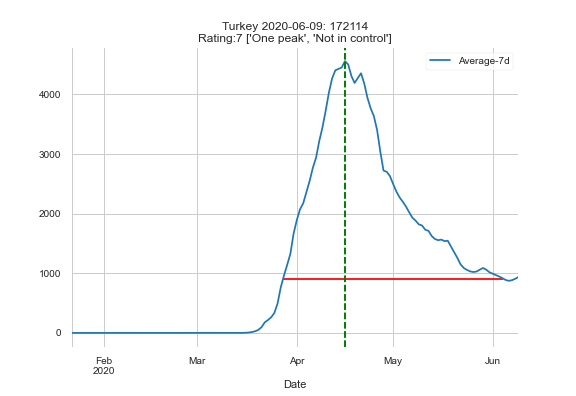 Turkey 2020-06-09: 172114
Rating:7 ['One peak', 'Not in control']
Average-7d
4000
3000
2000
1000
0
Feb
2020
Mar
Apr
May
Jun
Date